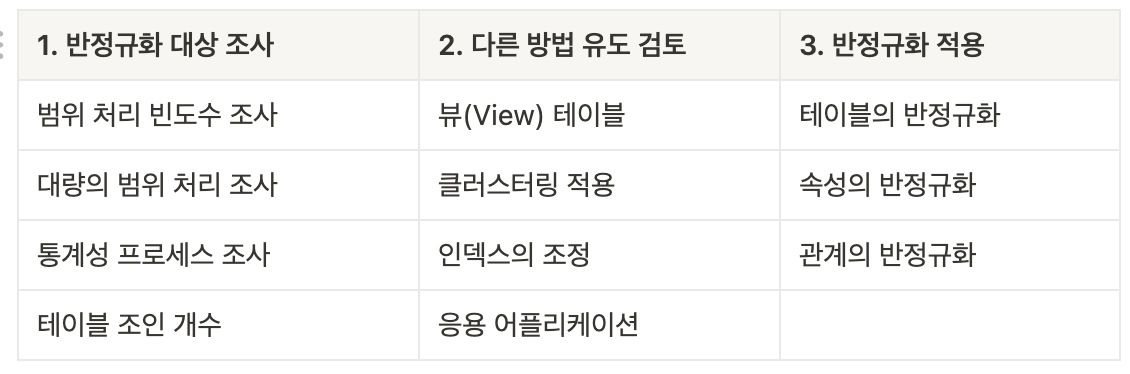 1. 반정규화 대상 조사
2. 다른 방법 유도 검토
3. 반정규화 적용
범위 처리 빈도수 조사
뷰(View) 테이블
테이블의 반정규화
대량의 범위 처리 조사
클러스터링 적용
속성의 반정규화
통계성 프로세스 조사
인덱스의 조정
관계의 반정규화
테이블 조인 개수
응용 어플리케이션